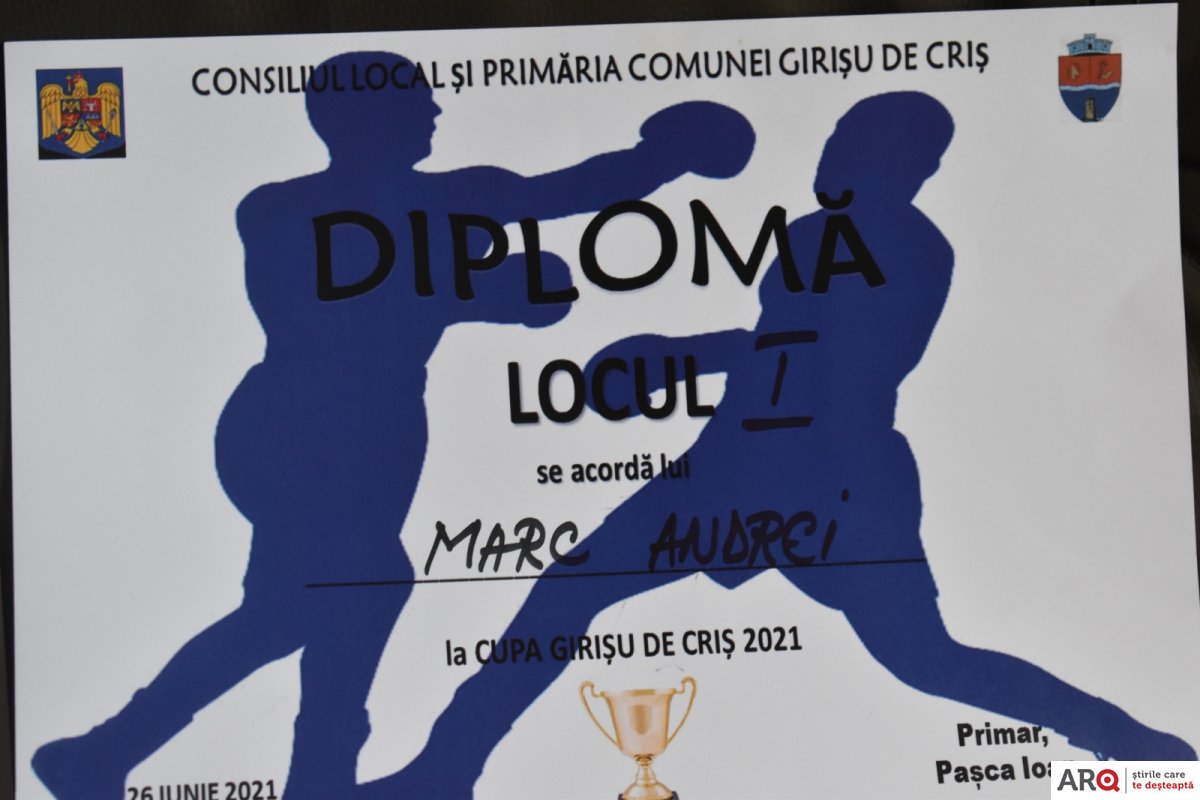 CONSILIUL LOCAL ȘI PRIMĂRIA COMUNEI GIRIȘU DE CRIȘ
DIPLOMĂ
LOCUL I
se acordă lui
MARC ANDREI
la CUPA GIRIȘU DE CRIȘ 2021
26 IUNIE 2021
Primar,
Pașca
ARQ știrile care
te deșteaptă